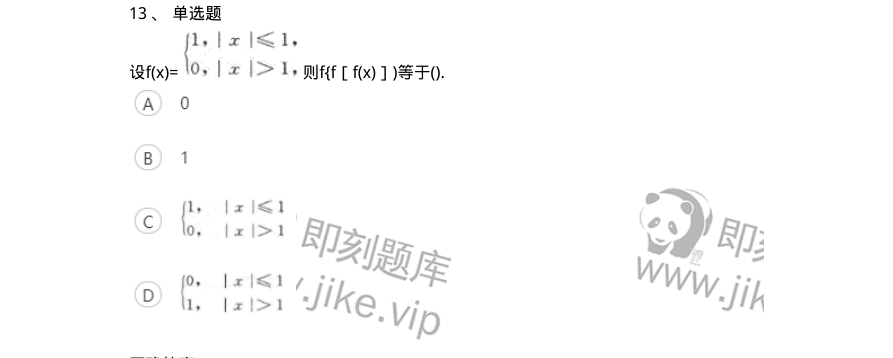 13 、 单选题
{1, | x |⩽ 1,
设f(x)= {0, | x |> 1, 则f{f [ f(x) ] }等于().
A 0
B 1
C {1, | x |⩽ 1
{0, | x |> 1
D {0, | x |⩽ 1
{1, | x |> 1
即刻题库
.jike.vip
即刻
www.jik